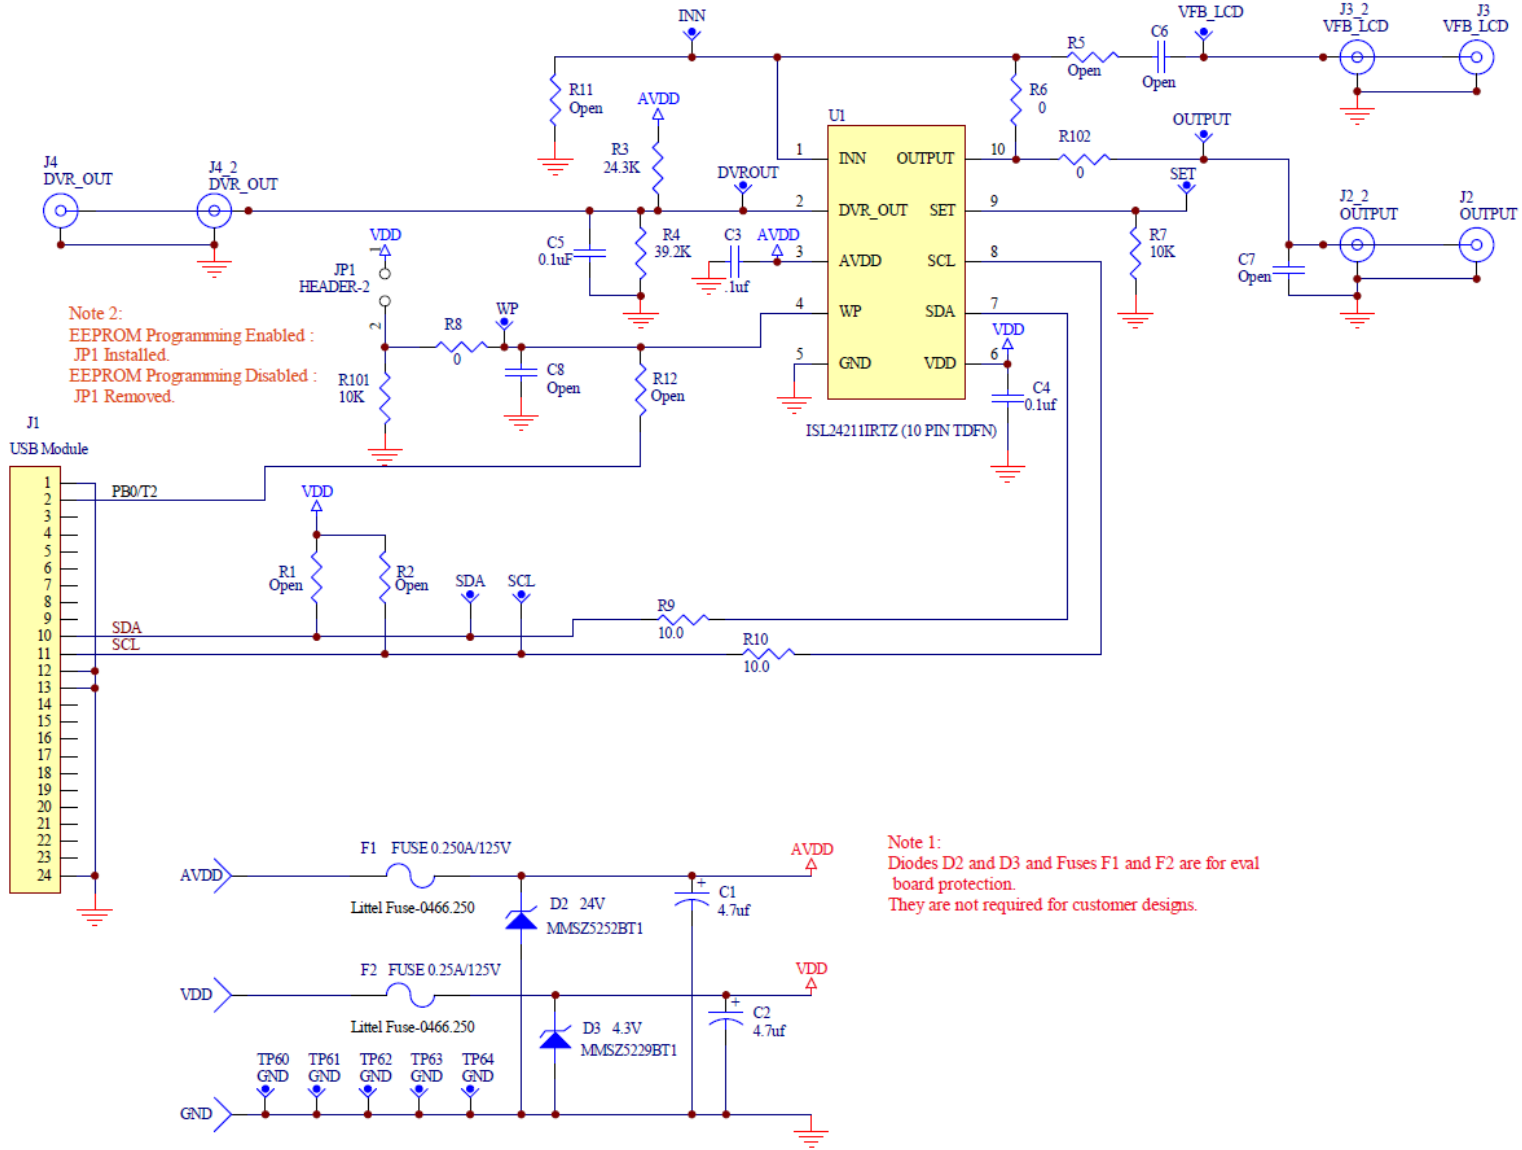 INN
R11
Open
AVDD
R3
24.3K
R5
Open
C6
Open
VFB_LCD
J3_2
VFB_LCD
J3
VFB_LCD
R6
0
R102
0
OUTPUT
SET
U1
1
INN
OUTPUT
10
2
DVR_OUT
SET
9
3
AVDD
SCL
8
4
WP
SDA
7
5
GND
VDD
6
ISL24211IRTZ (10 PIN TDFN)
J4
DVR_OUT
J4_2
DVR_OUT
DVROUT
C5
0.1uF
R4
39.2K
C3
.1uf
AVDD
R7
10K
J2_2
OUTPUT
J2
OUTPUT
C7
Open
VDD
C4
0.1uf
VDD
1
JP1
HEADER-2
2
R8
0
WP
C8
Open
R12
Open
R101
10K
Note 2:
EEPROM Programming Enabled :
JP1 Installed.
EEPROM Programming Disabled :
JP1 Removed.
J1
USB Module
1
2
3
4
5
6
7
8
9
10
11
12
13
14
15
16
17
18
19
20
21
22
23
24
PB0/T2
SDA
SCL
VDD
R1
Open
R2
Open
SDA
SCL
R9
10.0
R10
10.0
AVDD
F1 FUSE 0.250A/125V
Littel Fuse-0466.250
D2 24V
MMSZ5252BT1
+
C1
4.7uf
AVDD
VDD
F2 FUSE 0.25A/125V
Littel Fuse-0466.250
D3 4.3V
MMSZ5229BT1
+
C2
4.7uf
VDD
TP60
GND
TP61
GND
TP62
GND
TP63
GND
TP64
GND
GND
Note 1:
Diodes D2 and D3 and Fuses F1 and F2 are for eval
board protection.
They are not required for customer designs.